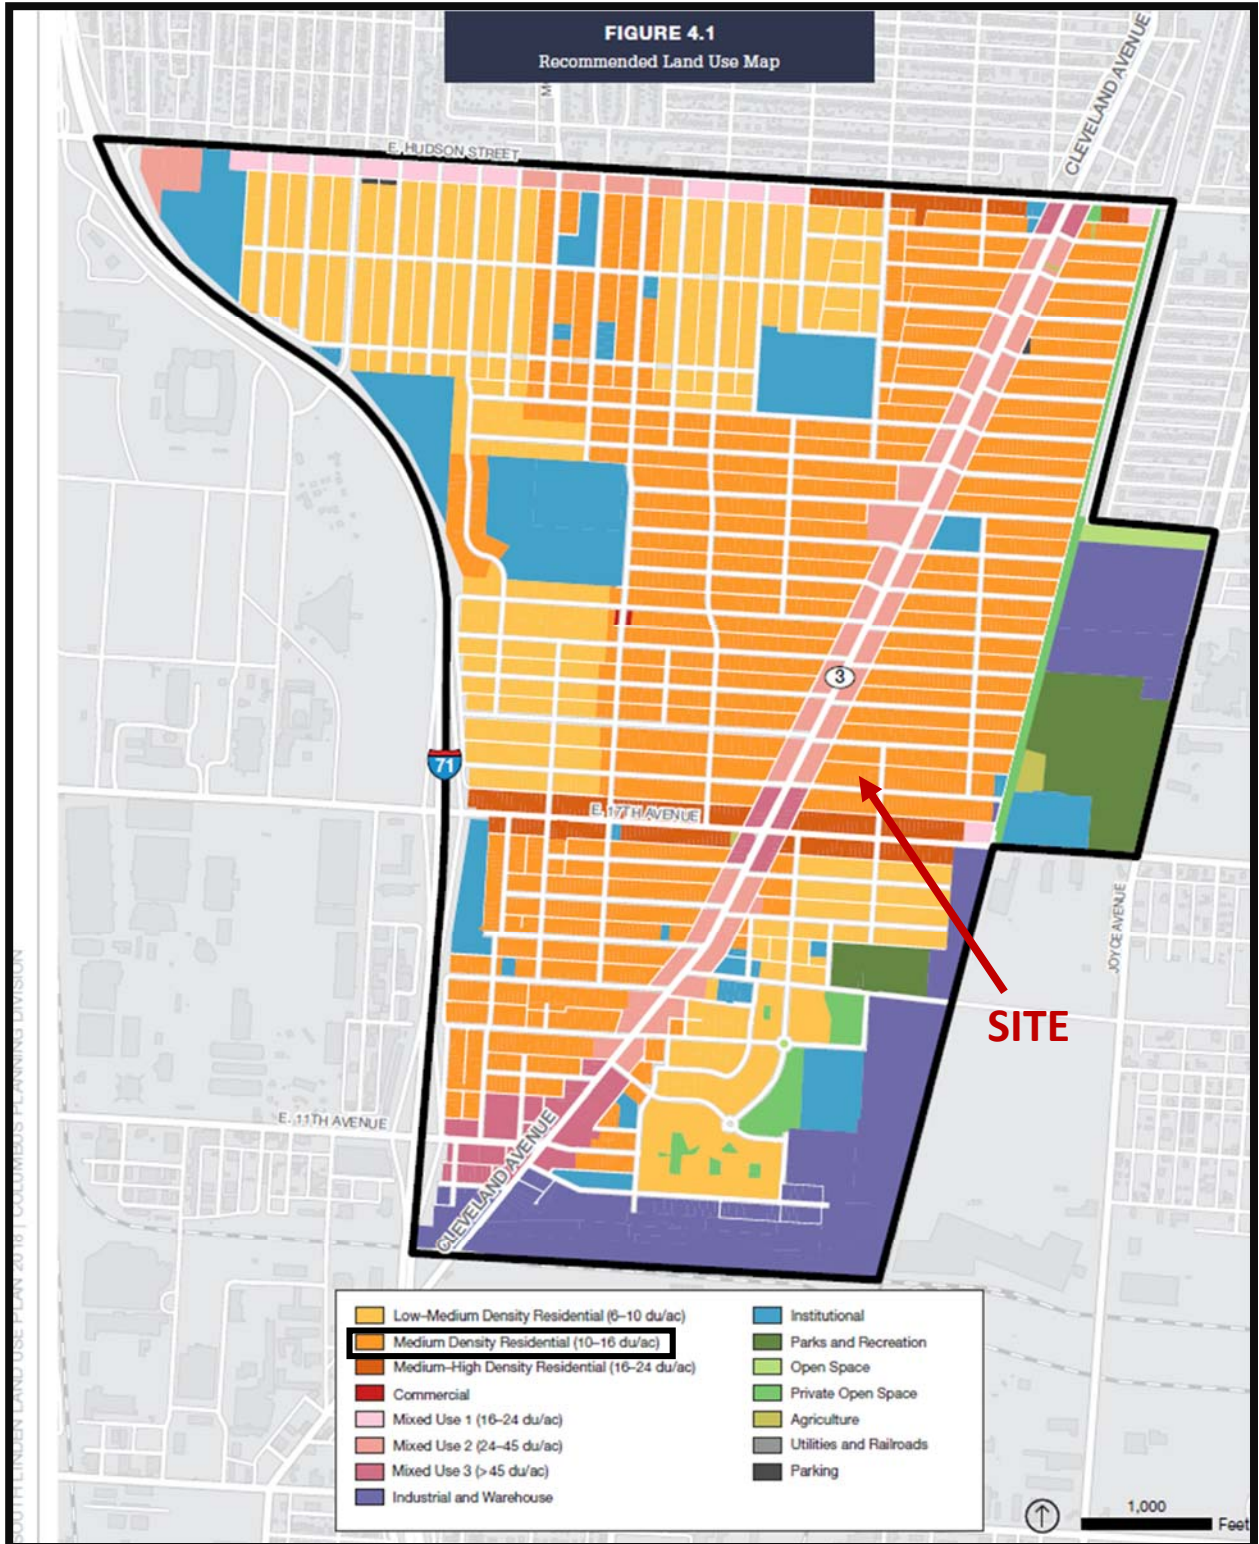 FIGURE 4.1
Recommended Land Use Map
CLEVELAND AVENUE
E. HUDSON STREET
3
71
E. 17TH AVENUE
SITE
JOYCE AVENUE
E. 11TH AVENUE
CLEVELAND AVENUE
SOUTH LINDEN LAND USE PLAN 2018 | COLUMBUS PLANNING DIVISION
Low–Medium Density Residential (6–10 du/ac)
Medium Density Residential (10–16 du/ac)
Medium–High Density Residential (16–24 du/ac)
Commercial
Mixed Use 1 (16–24 du/ac)
Mixed Use 2 (24–45 du/ac)
Mixed Use 3 (>45 du/ac)
Industrial and Warehouse
Institutional
Parks and Recreation
Open Space
Private Open Space
Agriculture
Utilities and Railroads
Parking
1,000
Feet